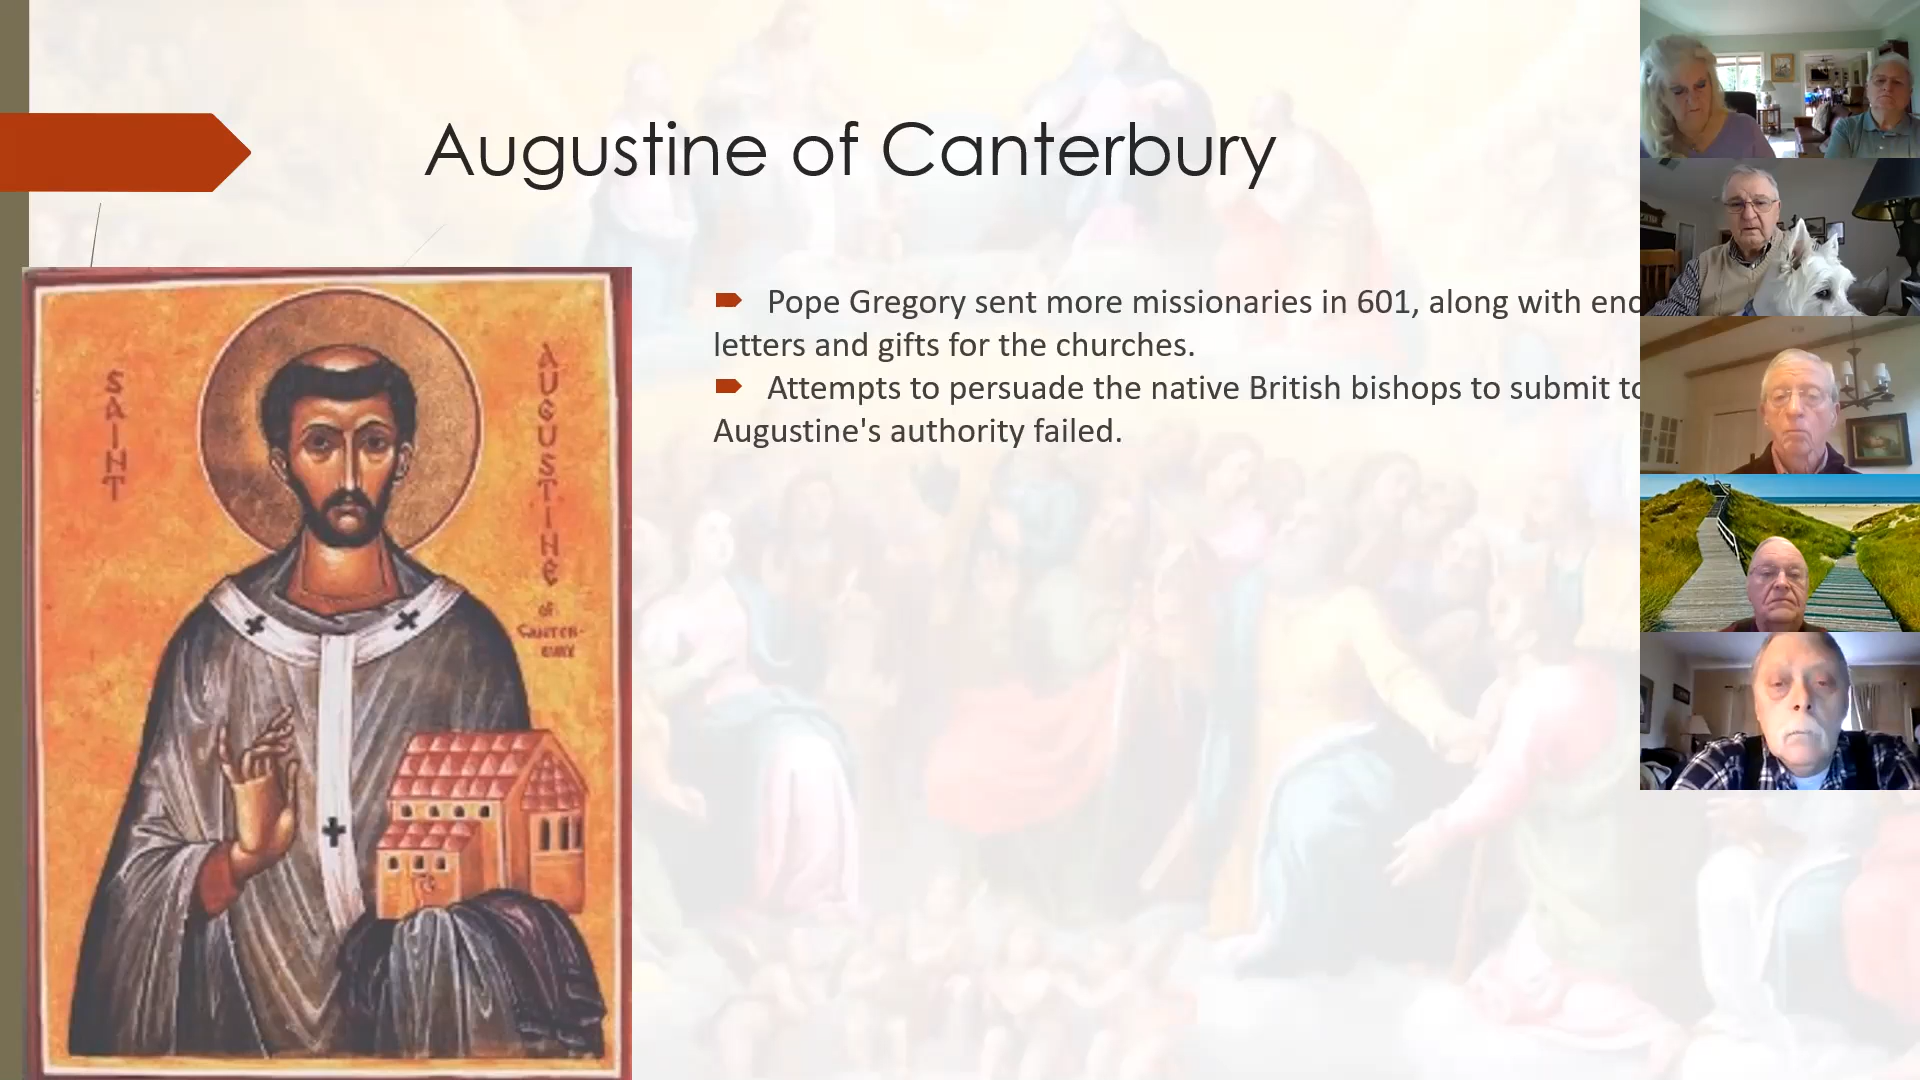 Augustine of Canterbury
Pope Gregory sent more missionaries in 601, along with
letters and gifts for the churches.
Attempts to persuade the native British bishops to submit to
Augustine's authority failed.
SAINT
AUGUSTINE
of
CANTER-
BURY